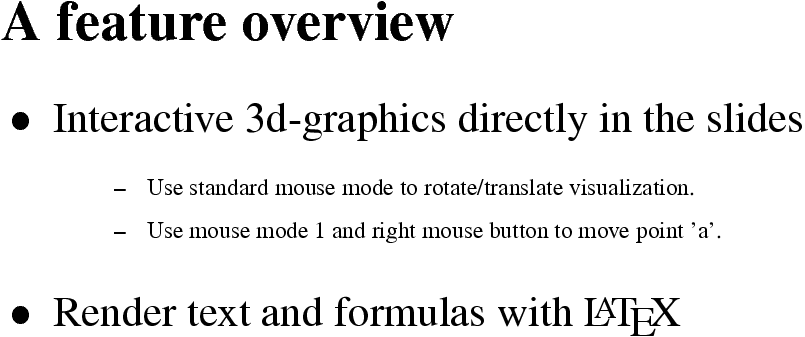 A feature overview
• Interactive 3d-graphics directly in the slides
– Use standard mouse mode to rotate/translate visualization.
– Use mouse mode 1 and right mouse button to move point ’a’.
• Render text and formulas with LATEX